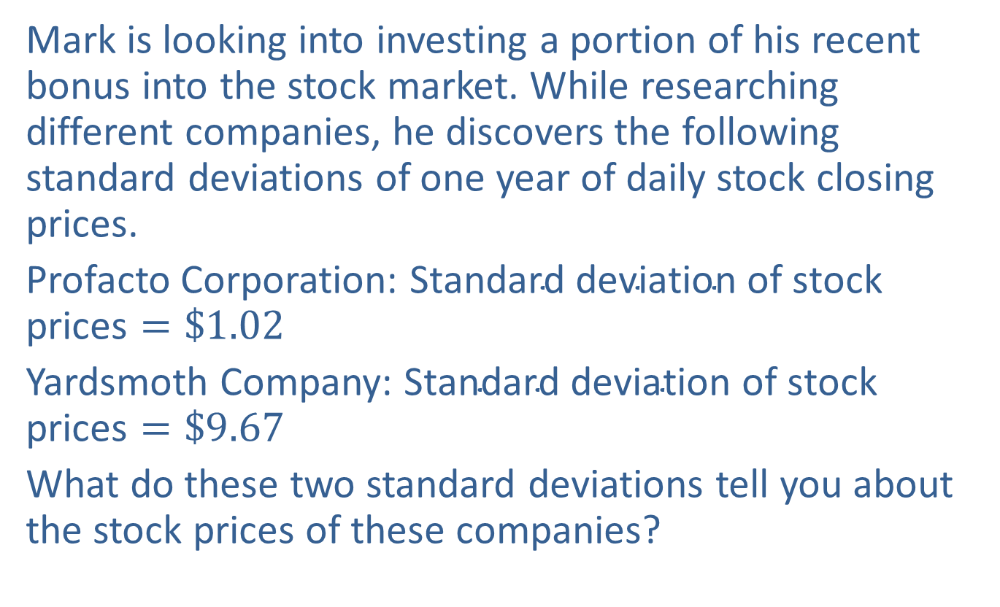 Mark is looking into investing a portion of his recent
bonus into the stock market. While researching
different companies, he discovers the following
standard deviations of one year of daily stock closing
prices.
Profacto Corporation: Standard deviation of stock
prices = $1.02
Yardsmoth Company: Standard deviation of stock
prices = $9.67
What do these two standard deviations tell you about
the stock prices of these companies?